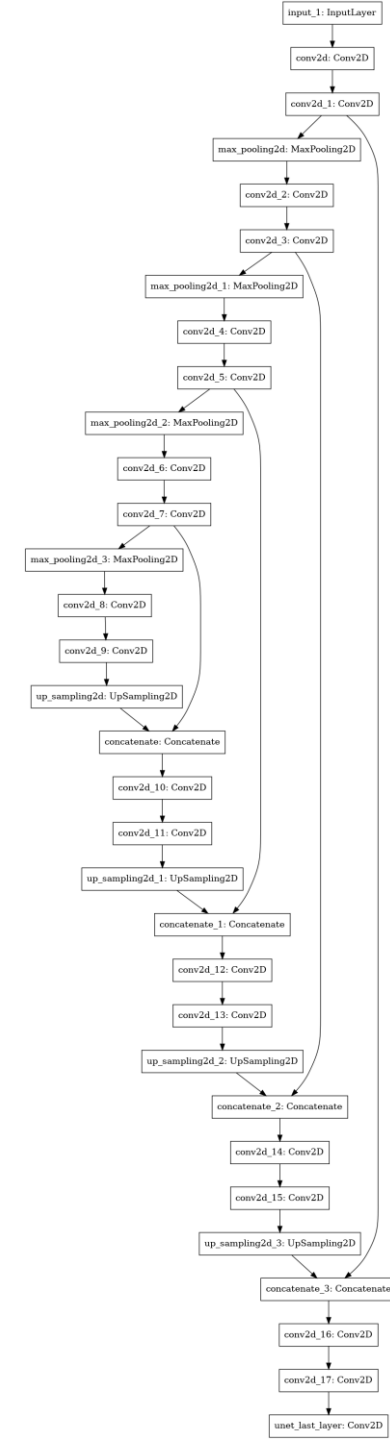 input_1: InputLayer
conv2d: Conv2D
conv2d_1: Conv2D
max_pooling2d: MaxPooling2D
conv2d_2: Conv2D
conv2d_3: Conv2D
max_pooling2d_1: MaxPooling2D
conv2d_4: Conv2D
conv2d_5: Conv2D
max_pooling2d_2: MaxPooling2D
conv2d_6: Conv2D
conv2d_7: Conv2D
max_pooling2d_3: MaxPooling2D
conv2d_8: Conv2D
conv2d_9: Conv2D
up_sampling2d: UpSampling2D
concatenate: Concatenate
conv2d_10: Conv2D
conv2d_11: Conv2D
up_sampling2d_1: UpSampling2D
concatenate_1: Concatenate
conv2d_12: Conv2D
conv2d_13: Conv2D
up_sampling2d_2: UpSampling2D
concatenate_2: Concatenate
conv2d_14: Conv2D
conv2d_15: Conv2D
up_sampling2d_3: UpSampling2D
concatenate_3: Concatenate
conv2d_16: Conv2D
conv2d_17: Conv2D
unet_last_layer: Conv2D